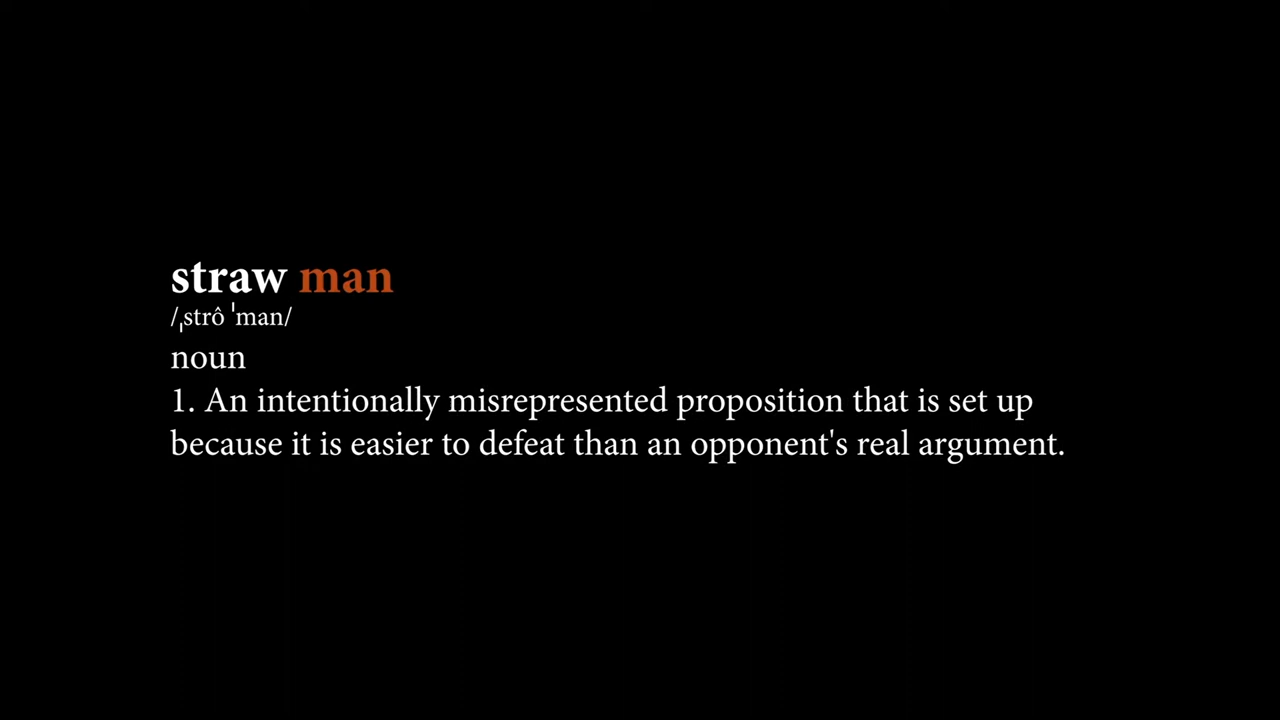 straw man
/ˌstrô ˈman/
noun
1. An intentionally misrepresented proposition that is set up
because it is easier to defeat than an opponent's real argument.